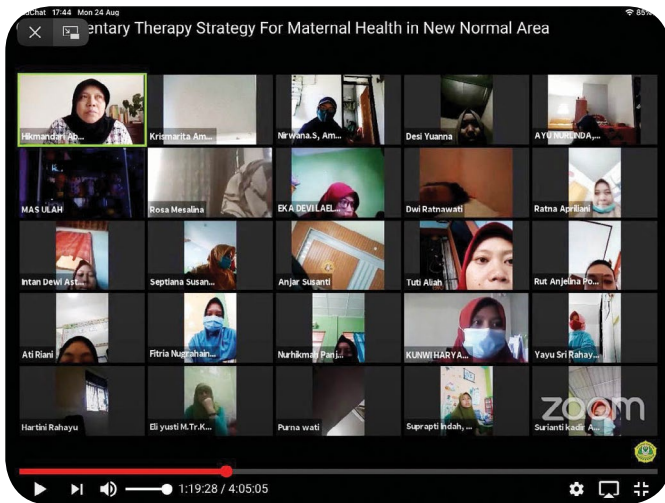 17:44 Mon 24 Aug
85%
entary Therapy Strategy For Maternal Health in New Normal Area
Hikmandari Ab...
Krismarita Am...
Nirwana.S, Am...
Desi Yuanna
AYU NURLINDA,...
MAS ULAH
Rosa Mesalina
EKA DEVI LAEL...
Dwi Ratnawati
Ratna Apriliani
Intan Dewi Ast...
Septiana Susan...
Anjar Susanti
Tuti Aliah
Rut Anjelina Po...
Ati Riani
Fitria Nugrahain...
Nurhikmah Panj...
KUNWI HARYA...
Yayu Sri Rahay...
Hartini Rahayu
Eli yusti M.Tr.K...
Purna wati
Suprapti Indah, ...
Surianti kadir A...
zoom
1:19:28 / 4:05:05